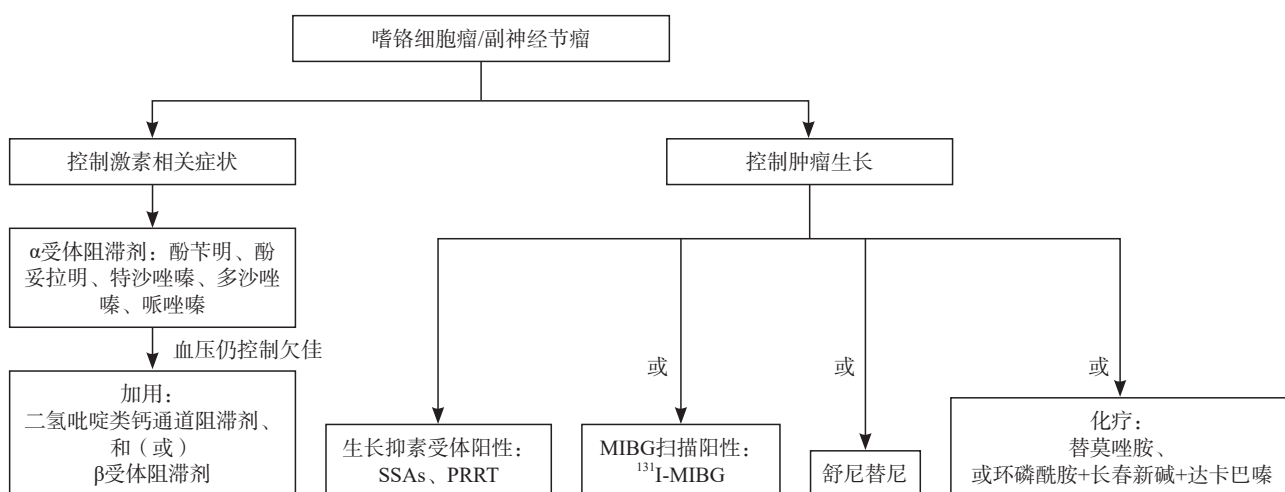 嗜铬细胞瘤/副神经节瘤
控制激素相关症状
控制肿瘤生长
α受体阻滞剂：酚苄明、酚
妥拉明、特沙唑嗪、多沙唑
嗪、哌唑嗪
血压仍控制欠佳
加用：
二氢吡啶类钙通道阻滞剂、
和（或）
β受体阻滞剂
或
或
或
生长抑素受体阳性：
SSAs、PRRT
MIBG扫描阳性：
¹³¹I-MIBG
舒尼替尼
化疗：
替莫唑胺、
或环磷酰胺+长春新碱+达卡巴嗪